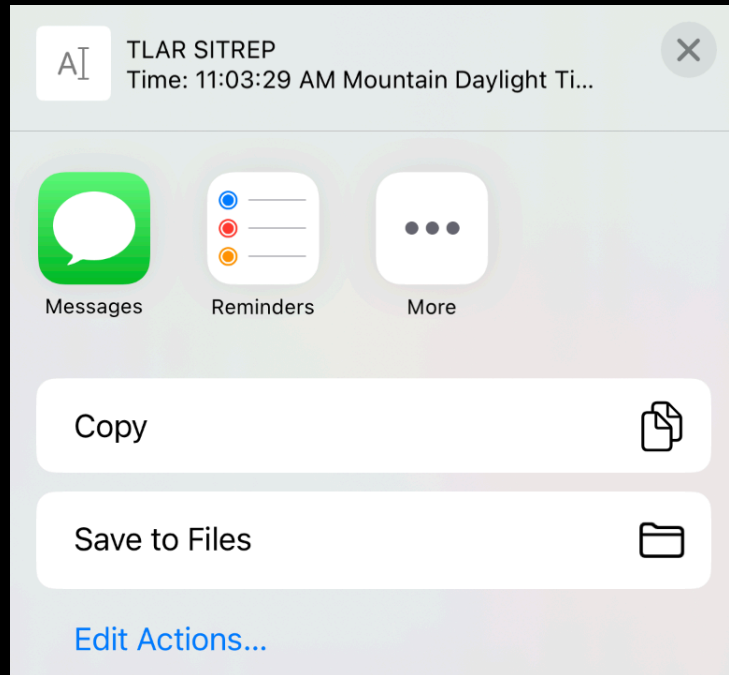 A
TLAR SITREP
Time: 11:03:29 AM Mountain Daylight Ti...
Messages
Reminders
More
Copy
Save to Files
Edit Actions...